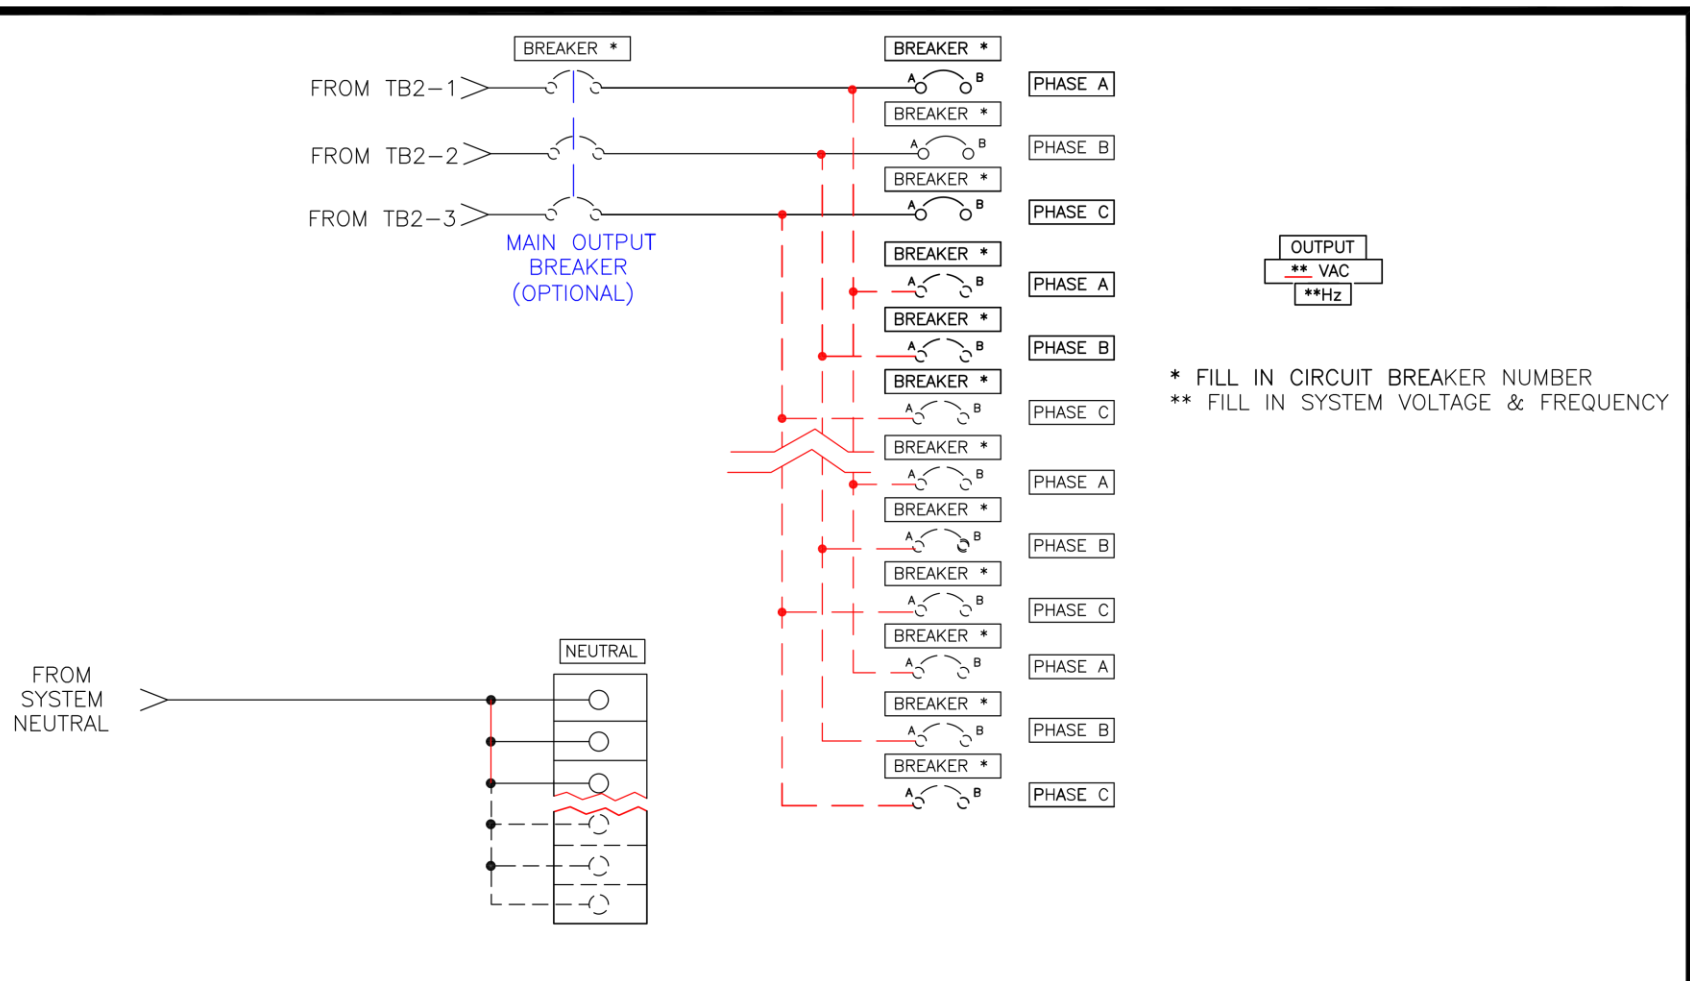 BREAKER *
BREAKER *
FROM TB2-1
A B
PHASE A
BREAKER *
FROM TB2-2
A B
PHASE B
BREAKER *
FROM TB2-3
A B
PHASE C
MAIN OUTPUT
BREAKER
(OPTIONAL)
BREAKER *
A B
PHASE A
BREAKER *
A B
PHASE B
BREAKER *
A B
PHASE C
BREAKER *
A B
PHASE A
BREAKER *
A B
PHASE B
BREAKER *
A B
PHASE C
BREAKER *
A B
PHASE A
BREAKER *
A B
PHASE B
BREAKER *
A B
PHASE C
OUTPUT
** VAC
**Hz
* FILL IN CIRCUIT BREAKER NUMBER
** FILL IN SYSTEM VOLTAGE & FREQUENCY
NEUTRAL
FROM
SYSTEM
NEUTRAL